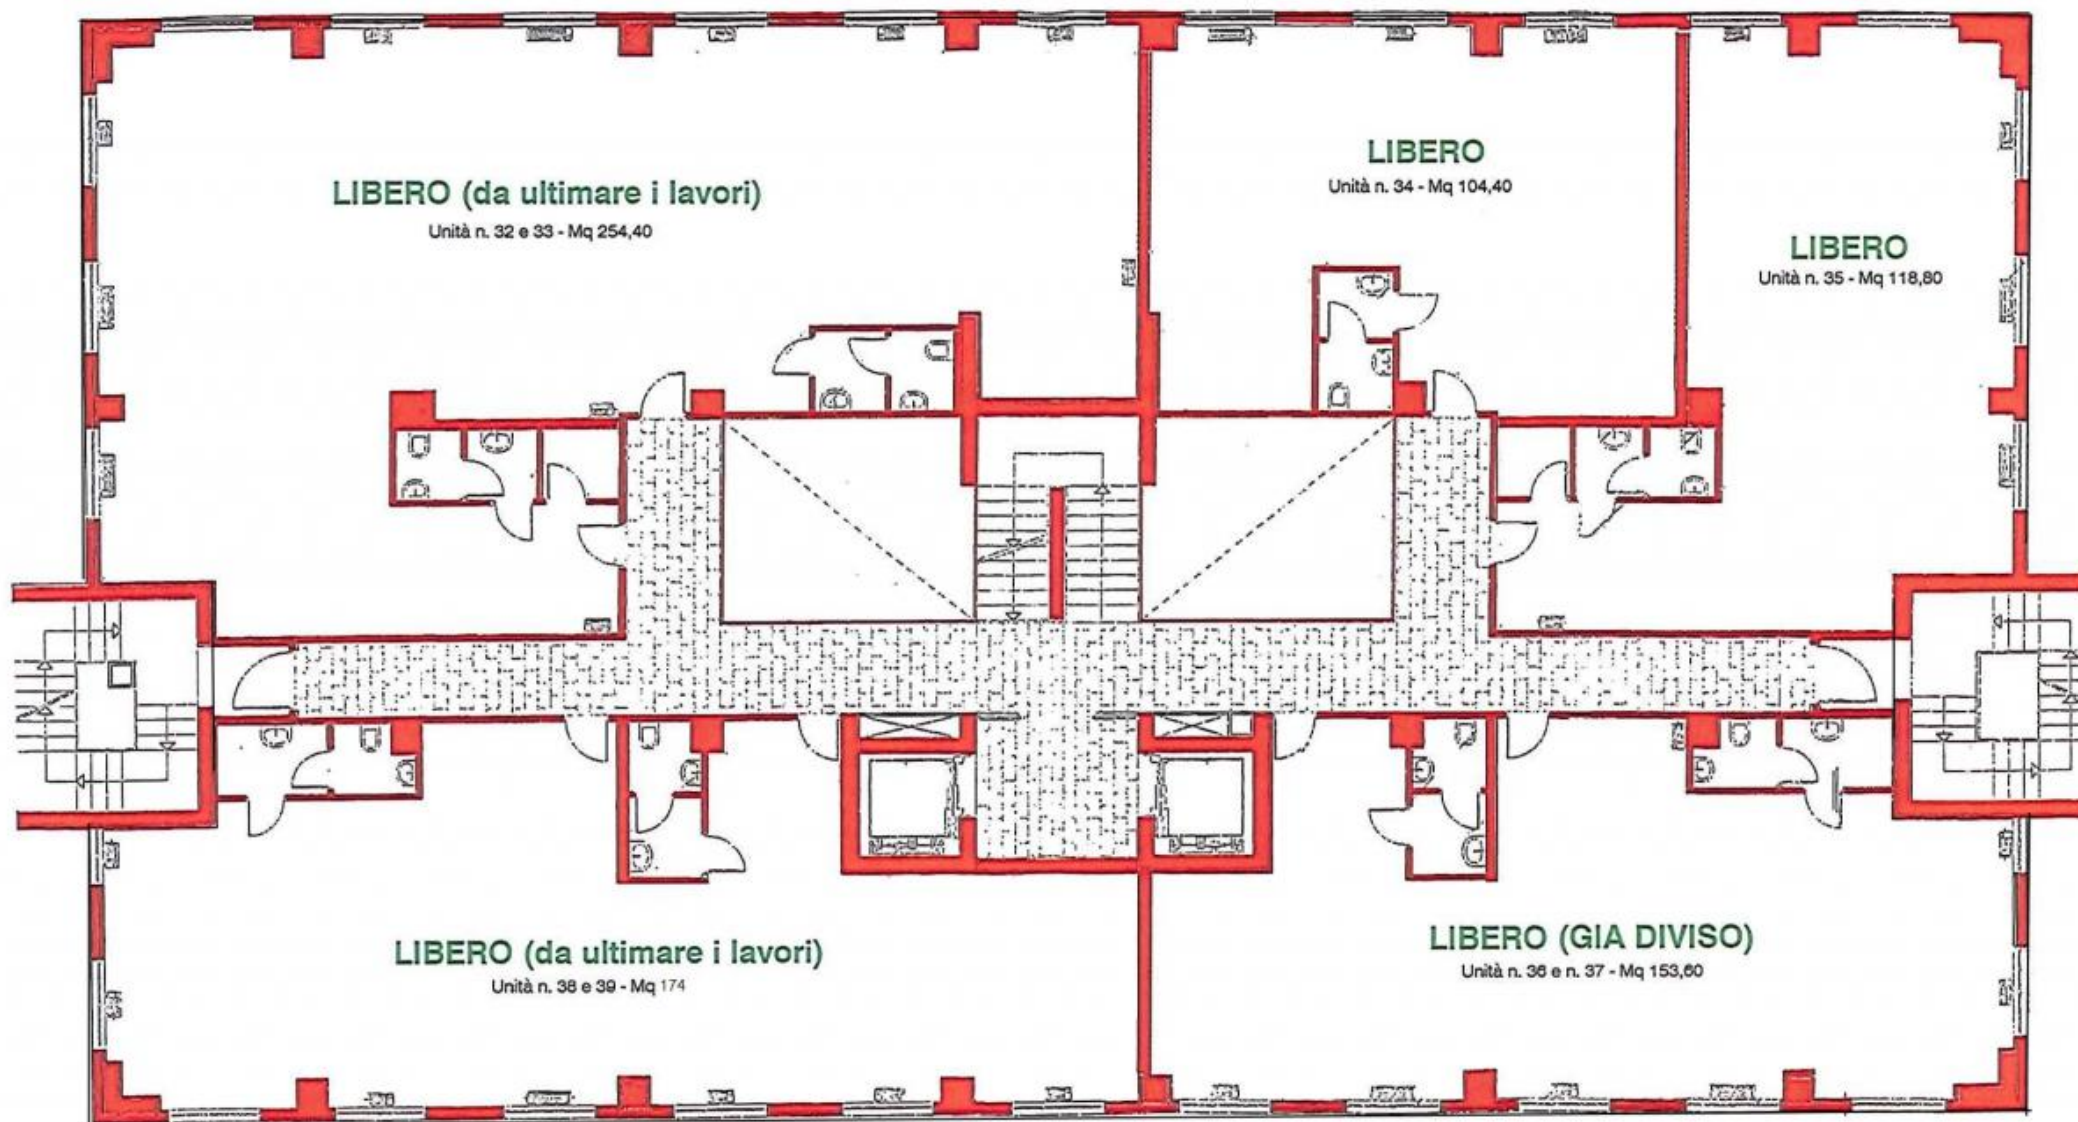 LIBERO (da ultimare i lavori)
Unità n. 32 e 33 - Mq 254,40
LIBERO
Unità n. 34 - Mq 104,40
LIBERO
Unità n. 35 - Mq 118,80
LIBERO (da ultimare i lavori)
Unità n. 38 e 39 - Mq 174
LIBERO (GIA DIVISO)
Unità n. 36 e n. 37 - Mq 153,60